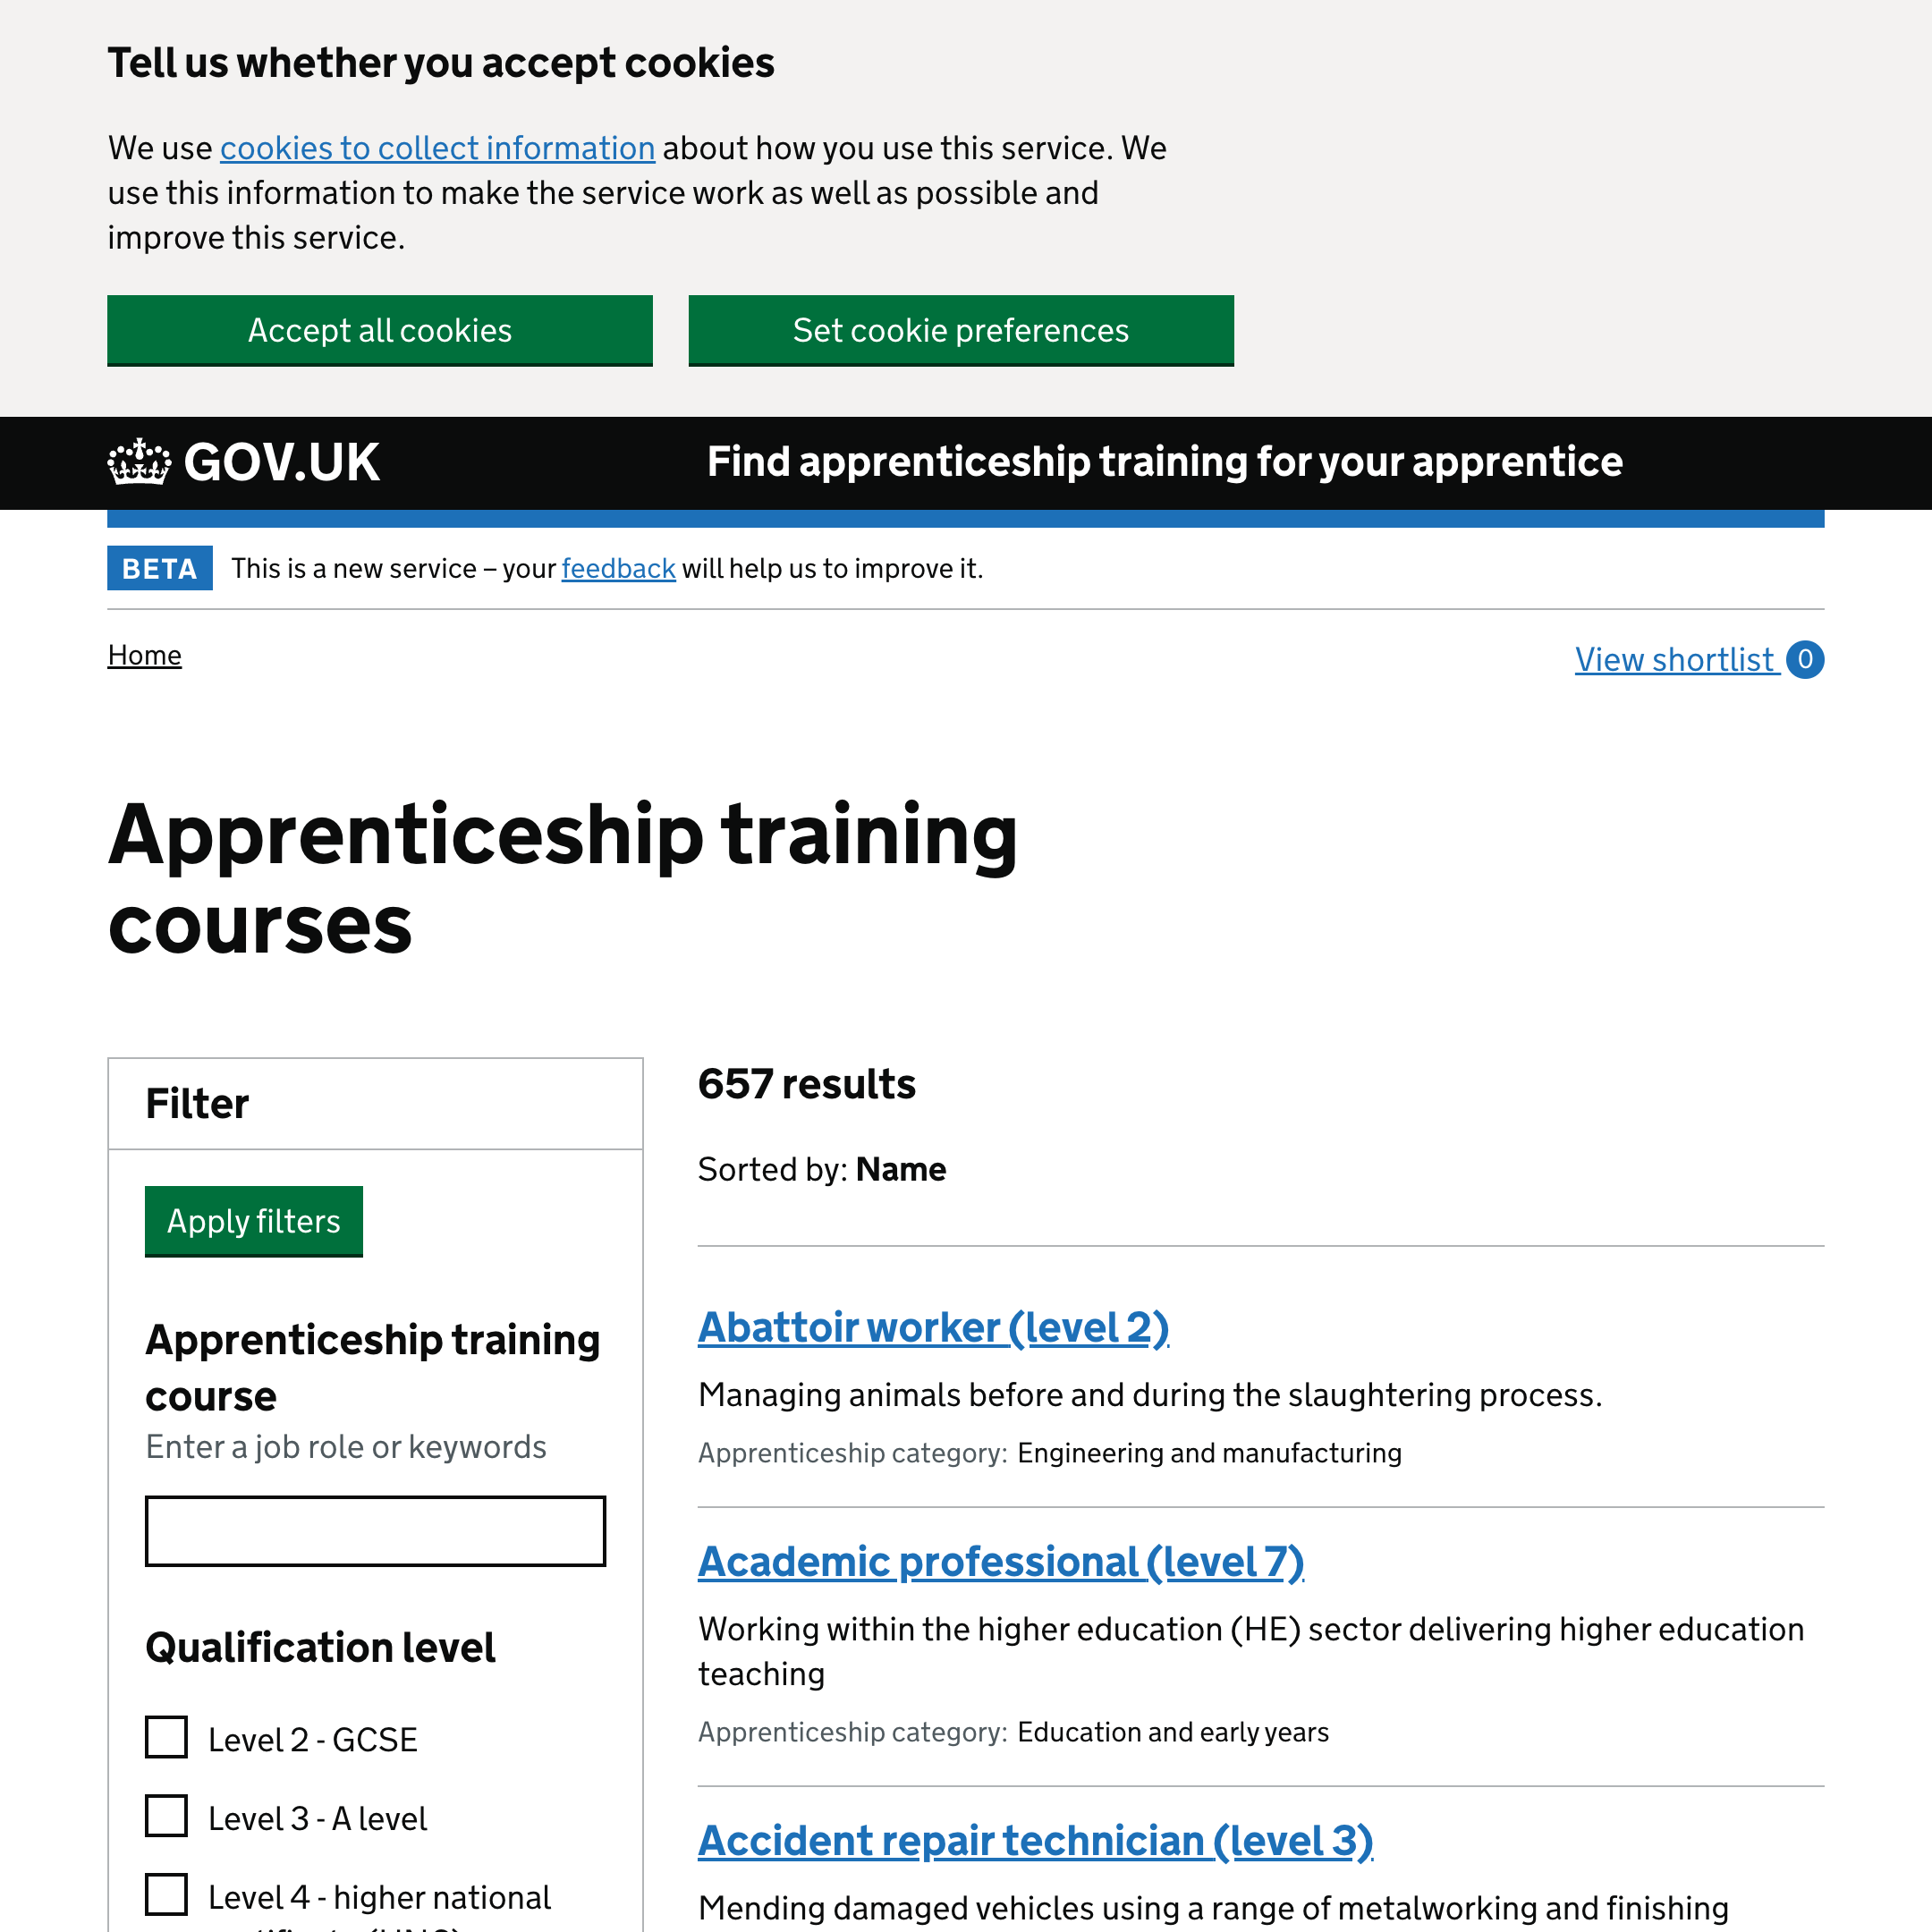 Tell us whether you accept cookies
We use cookies to collect information about how you use this service. We
use this information to make the service work as well as possible and
improve this service.
Accept all cookies
Set cookie preferences
GOV.UK
Find apprenticeship training for your apprentice
BETA
This is a new service – your feedback will help us to improve it.
Home
View shortlist 0
Apprenticeship training
courses
Filter
Apply filters
Apprenticeship training
course
Enter a job role or keywords
Qualification level
Level 2 - GCSE
Level 3 - A level
Level 4 - higher national
657 results
Sorted by: Name
Abattoir worker (level 2)
Managing animals before and during the slaughtering process.
Apprenticeship category: Engineering and manufacturing
Academic professional (level 7)
Working within the higher education (HE) sector delivering higher education
teaching
Apprenticeship category: Education and early years
Accident repair technician (level 3)
Mending damaged vehicles using a range of metalworking and finishing